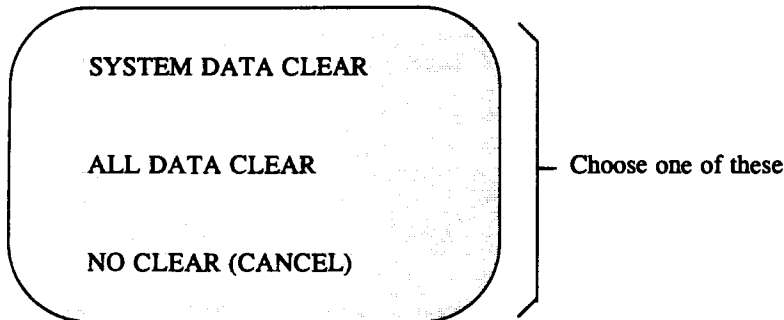 SYSTEM DATA CLEAR
ALL DATA CLEAR
Choose one of these
NO CLEAR (CANCEL)